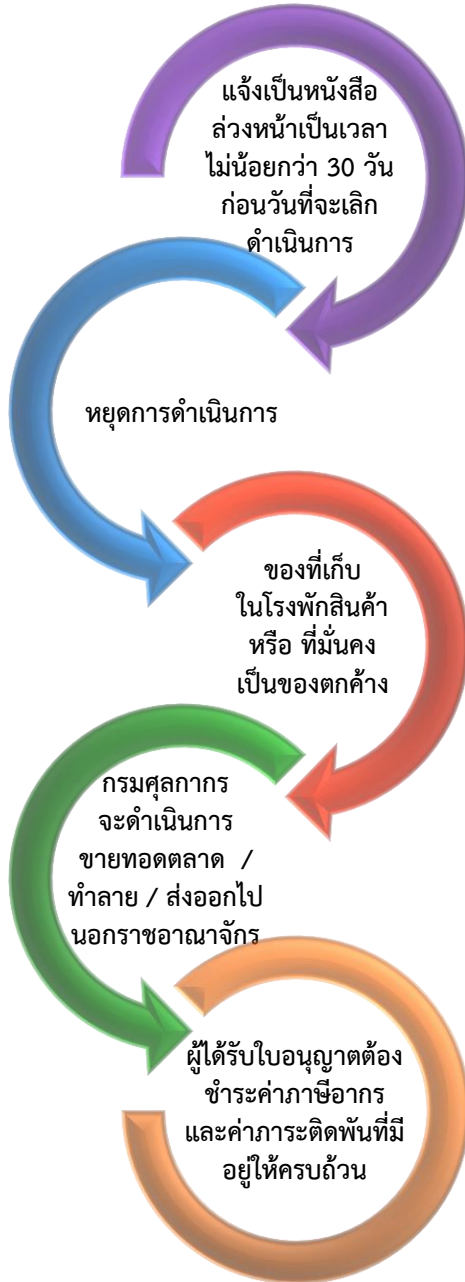 แจ้งเป็นหนังสือ
ล่วงหน้าเป็นเวลา
ไม่น้อยกว่า 30 วัน
ก่อนวันที่จะเลิก
ดำเนินการ
หยุดการดำเนินการ
ของที่เก็บ
ในโรงพักสินค้า
หรือ ที่มั่นคง
เป็นของตกค้าง
กรมศุลกากร
จะดำเนินการ
ขายทอดตลาด /
ทำลาย / ส่งออกไป
นอกราชอาณาจักร
ผู้ได้รับใบอนุญาตต้อง
ชำระค่าภาษีอากร
และค่าภาระติดพันที่มี
อยู่ให้ครบถ้วน